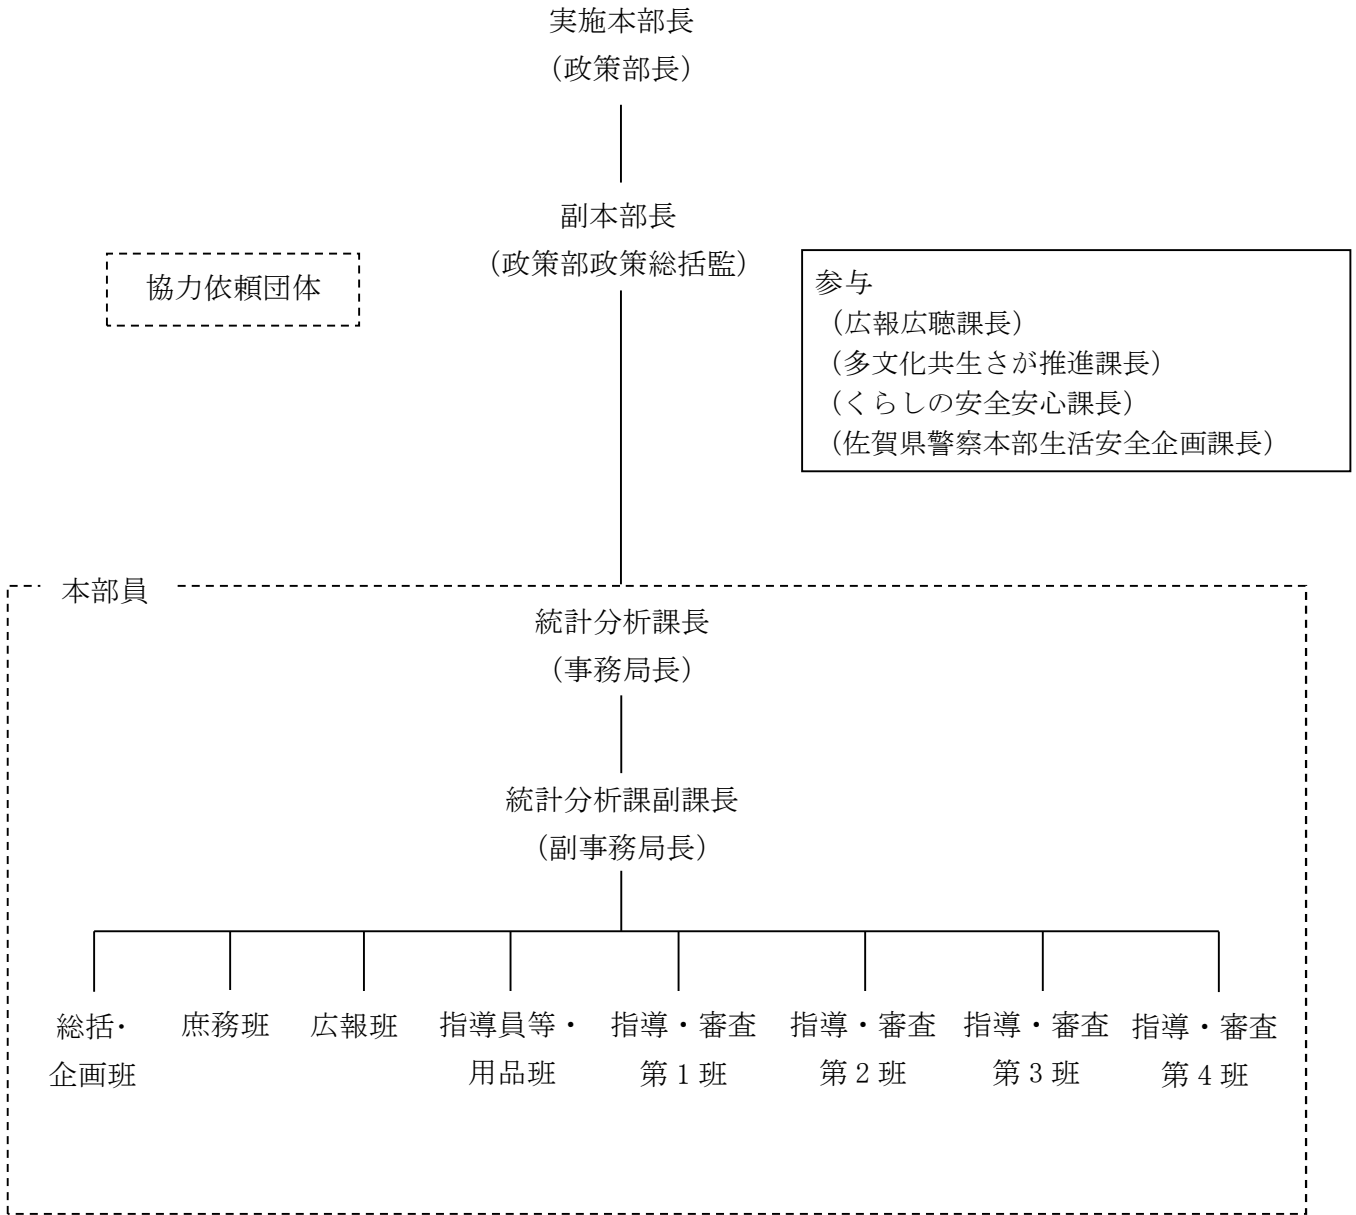 実施本部長
（政策部長）
副本部長
（政策部政策総括監）
協力依頼団体
参与
（広報広聴課長）
（多文化共生さが推進課長）
（くらしの安全安心課長）
（佐賀県警察本部生活安全企画課長）
本部員
統計分析課長
（事務局長）
統計分析課副課長
（副事務局長）
総括・
企画班
庶務班
広報班
指導員等・
用品班
指導・審査
第１班
指導・審査
第２班
指導・審査
第３班
指導・審査
第４班